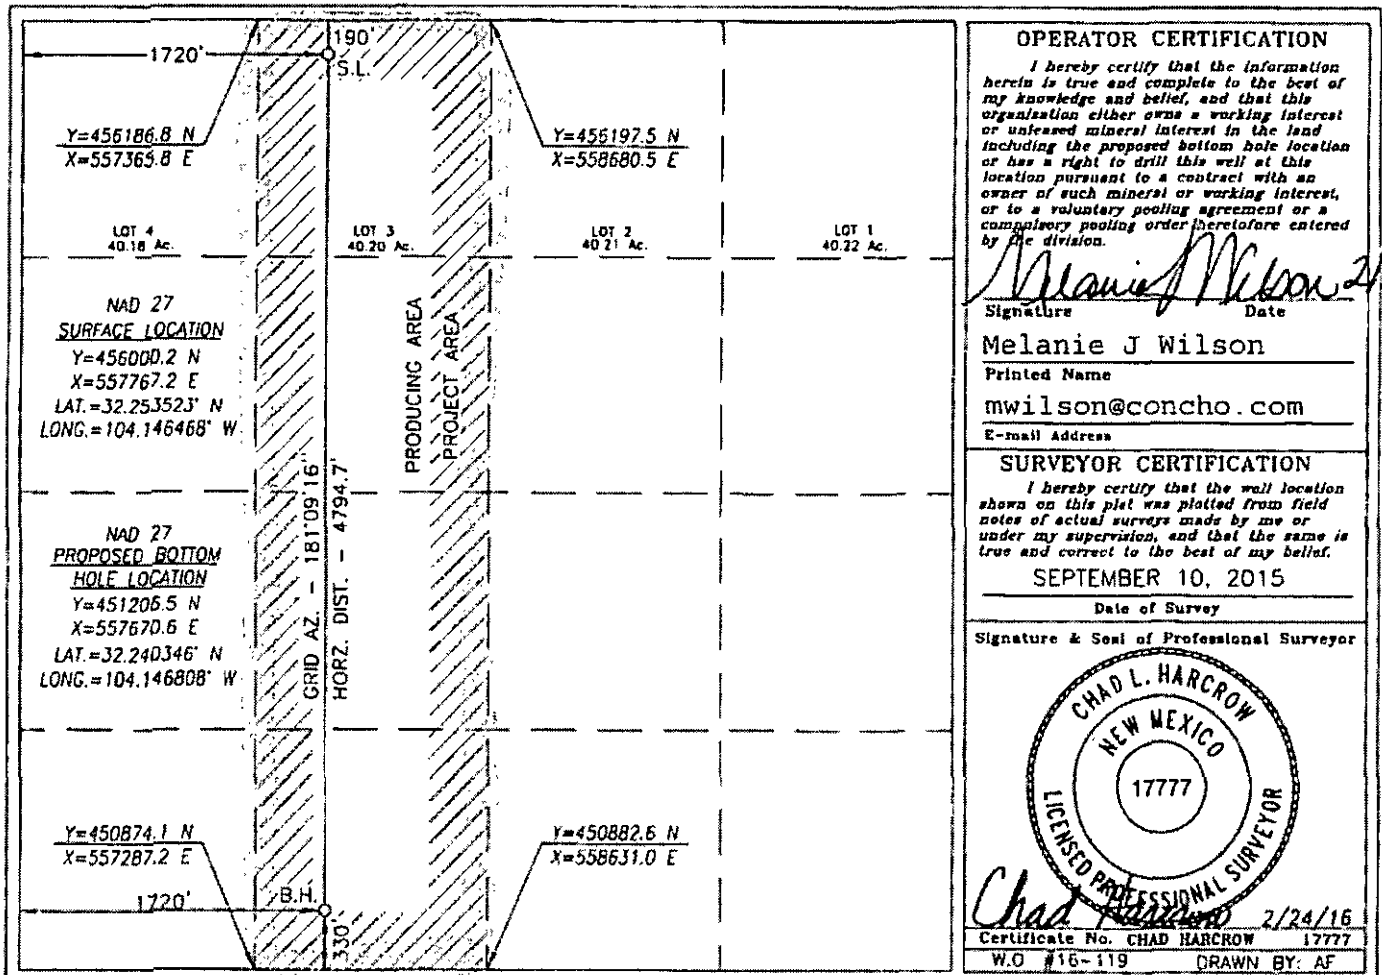 190'
1720'
S.L.
Y=456186.8 N
X=557365.8 E
Y=456197.5 N
X=558680.5 E
LOT 4
40.18 Ac.
LOT 3
40.20 Ac.
LOT 2
40.21 Ac.
LOT 1
40.22 Ac.
NAD 27
SURFACE LOCATION
Y=456000.2 N
X=557767.2 E
LAT.=32.253523° N
LONG.=104.146468° W
PRODUCING AREA
PROJECT AREA
GRID AZ. - 181°09'16"
HORZ. DIST. - 4794.7'
NAD 27
PROPOSED BOTTOM
HOLE LOCATION
Y=451206.5 N
X=557670.6 E
LAT.=32.240346° N
LONG.=104.146808° W
Y=450874.1 N
X=557287.2 E
Y=450882.6 N
X=558631.0 E
1720'
B.H.
330'
OPERATOR CERTIFICATION
I hereby certify that the information
herein is true and complete to the best of
my knowledge and belief, and that this
organization either owns a working interest
or unleased mineral interest in the land
including the proposed bottom hole location
or has a right to drill this well at this
location pursuant to a contract with an
owner of such mineral or working interest,
or to a voluntary pooling agreement or a
compulsory pooling order heretofore entered
by the division.
Melanie J Wilson
Signature Date
Melanie J Wilson
Printed Name
mwilson@concho.com
E-mail Address
SURVEYOR CERTIFICATION
I hereby certify that the well location
shown on this plat was plotted from field
notes of actual surveys made by me or
under my supervision, and that the same is
true and correct to the best of my belief.
SEPTEMBER 10, 2015
Date of Survey
Signature & Seal of Professional Surveyor
CHAD L. HARCROW
NEW MEXICO
17777
LICENSED PROFESSIONAL SURVEYOR
Chad Harcrow 2/24/16
Certificate No. CHAD HARCROW 17777
W.O #16-119 DRAWN BY: AF